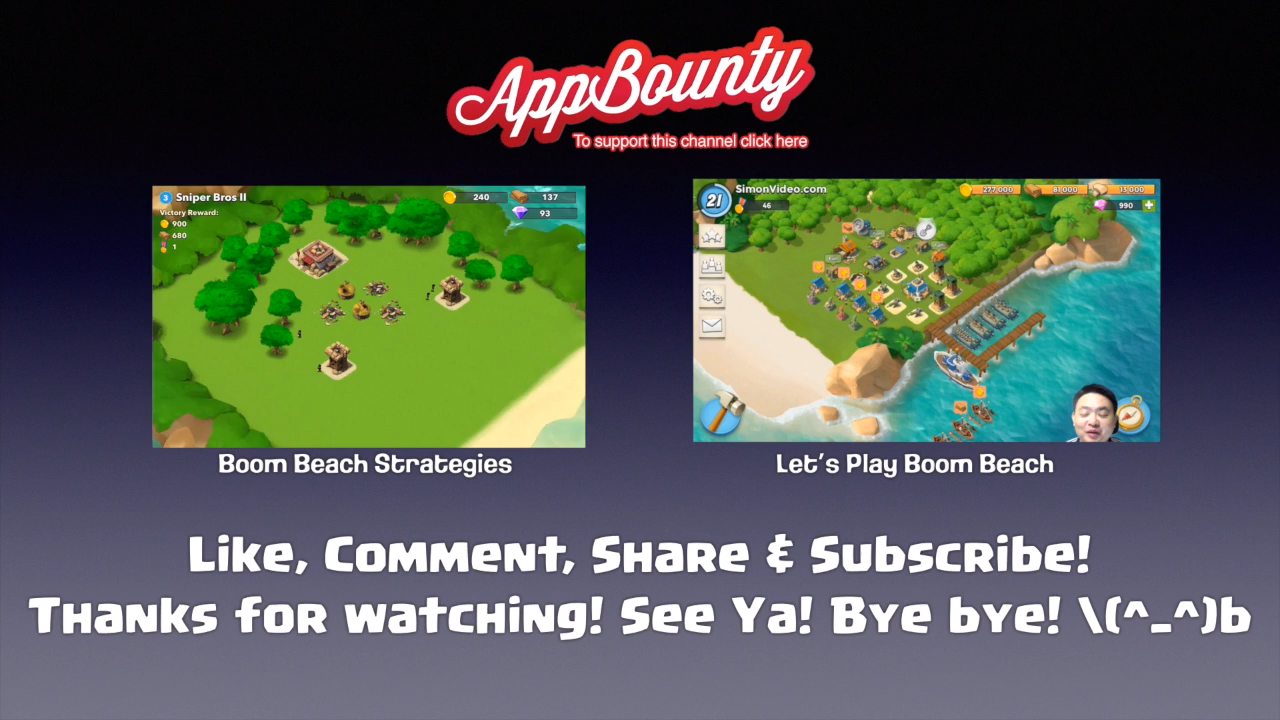 AppBounty
To support this channel click here
3 Sniper Bros II
Victory Reward:
900
680
1
240
137
93
21
SimonVideo.com
46
277 000
81 000
13 000
990
Boom Beach Strategies
Let's Play Boom Beach
Like, Comment, Share & Subscribe!
Thanks for watching! See Ya! Bye bye! \(^_^)b